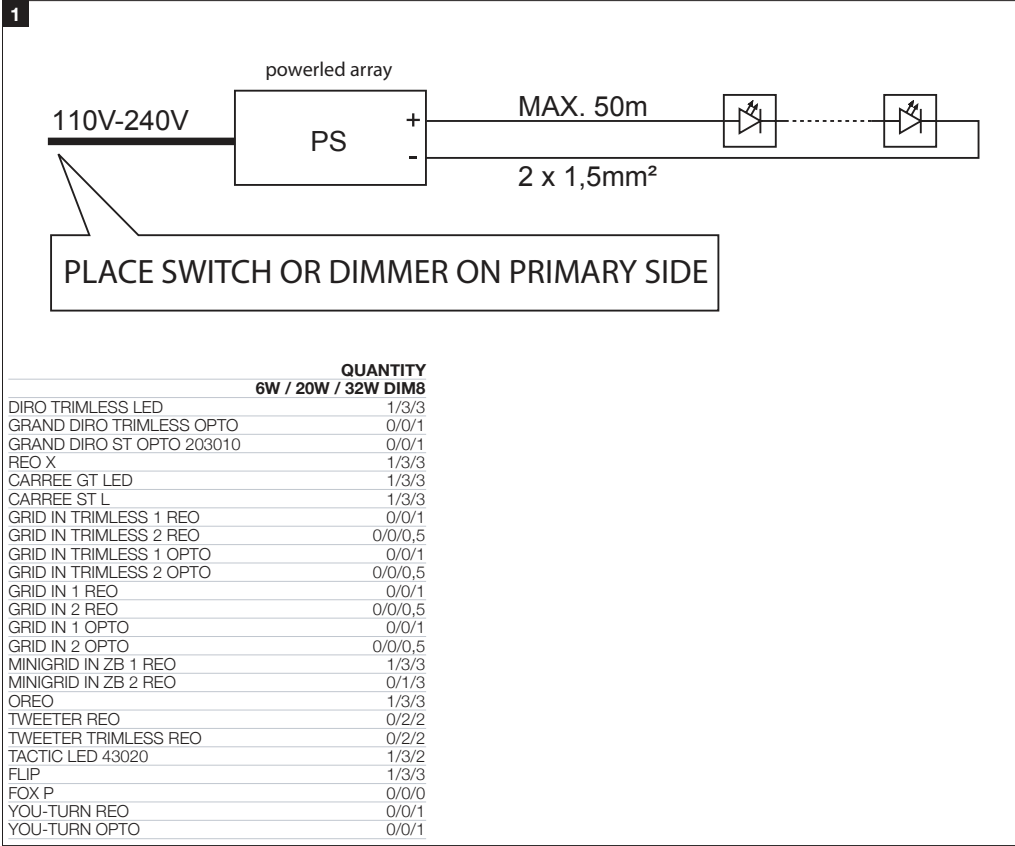 1
powerled array
110V-240V
PS
+
-
MAX. 50m
2 x 1,5mm²
PLACE SWITCH OR DIMMER ON PRIMARY SIDE
QUANTITY
6W / 20W / 32W DIM8
DIRO TRIMLESS LED 1/3/3
GRAND DIRO TRIMLESS OPTO 0/0/1
GRAND DIRO ST OPTO 203010 0/0/1
REO X 1/3/3
CARREE GT LED 1/3/3
CARREE ST L 1/3/3
GRID IN TRIMLESS 1 REO 0/0/1
GRID IN TRIMLESS 2 REO 0/0/0,5
GRID IN TRIMLESS 1 OPTO 0/0/1
GRID IN TRIMLESS 2 OPTO 0/0/0,5
GRID IN 1 REO 0/0/1
GRID IN 2 REO 0/0/0,5
GRID IN 1 OPTO 0/0/1
GRID IN 2 OPTO 0/0/0,5
MINIGRID IN ZB 1 REO 1/3/3
MINIGRID IN ZB 2 REO 0/1/3
OREO 1/3/3
TWEETER REO 0/2/2
TWEETER TRIMLESS REO 0/2/2
TACTIC LED 43020 1/3/2
FLIP 1/3/3
FOX P 0/0/0
YOU-TURN REO 0/0/1
YOU-TURN OPTO 0/0/1